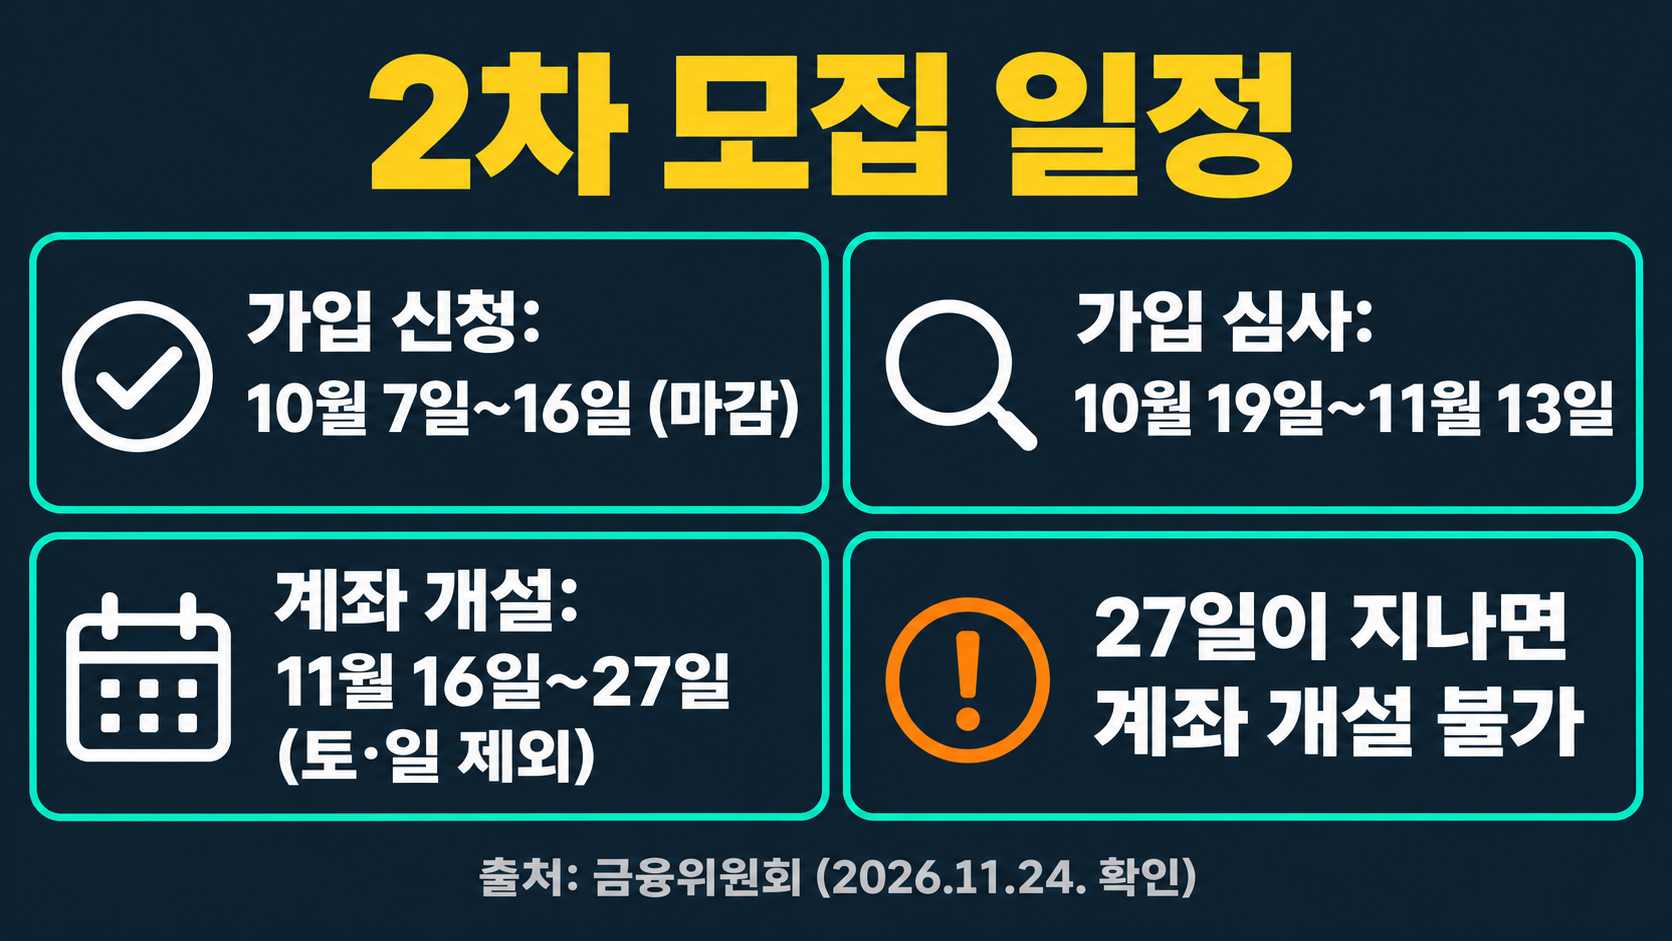 2차 모집 일정
가입 신청:
10월 7일~16일 (마감)
가입 심사:
10월 19일~11월 13일
계좌 개설:
11월 16일~27일
(토·일 제외)
27일이 지나면
계좌 개설 불가
출처: 금융위원회 (2026.11.24. 확인)